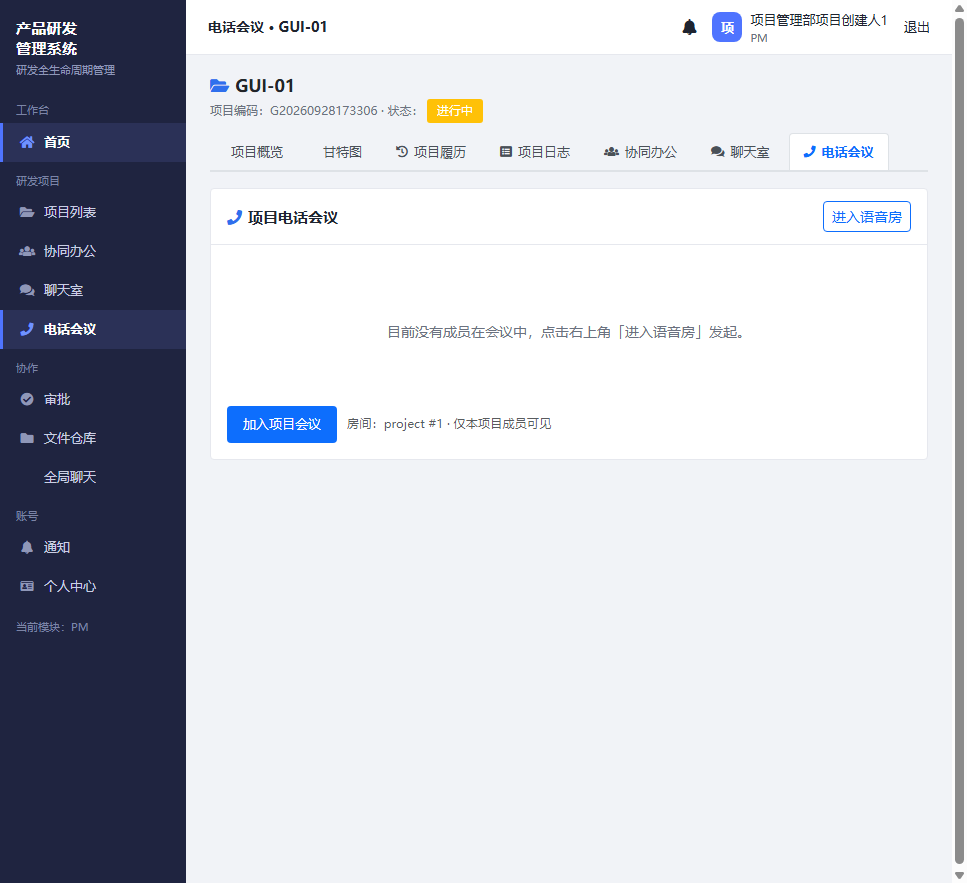 产品研发
管理系统
研发全生命周期管理
工作台
首页
研发项目
项目列表
协同办公
聊天室
电话会议
协作
审批
文件仓库
全局聊天
账号
通知
个人中心
当前模块：PM
电话会议 • GUI-01
项
项目管理部项目创建人1
PM
退出
GUI-01
项目编码：G20260928173306 · 状态： 进行中
项目概览 甘特图 项目履历 项目日志 协同办公 聊天室 电话会议
项目电话会议
进入语音房
目前没有成员在会议中，点击右上角「进入语音房」发起。
加入项目会议 房间：project #1 · 仅本项目成员可见